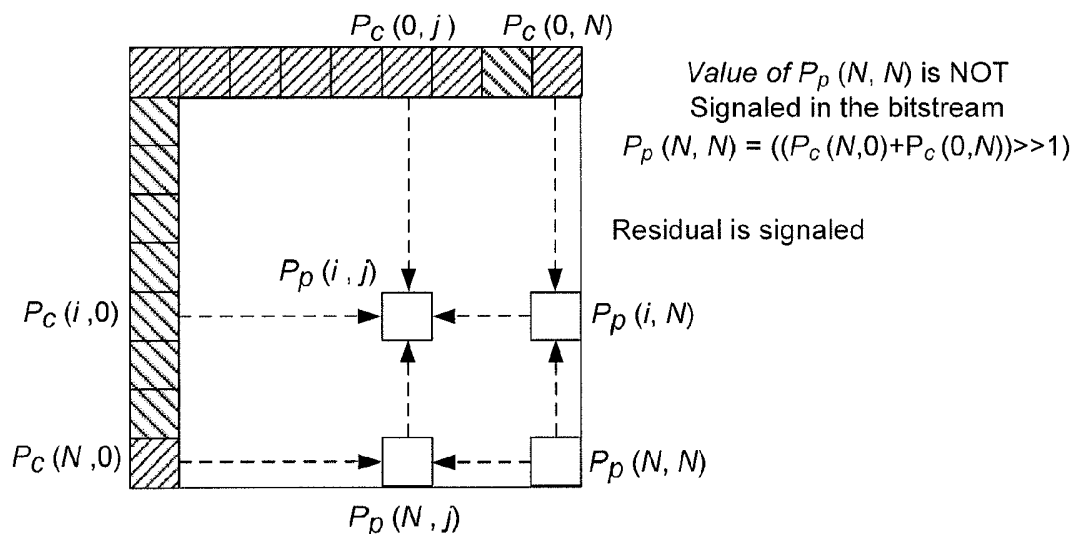 P_c (0, j)
P_c (0, N)
Value of P_p (N, N) is NOT
Signaled in the bitstream
P_p (N, N) = ((P_c (N,0)+P_c (0,N))>>1)
Residual is signaled
P_p (i , j)
P_c (i ,0)
P_p (i, N)
P_c (N ,0)
P_p (N, N)
P_p (N , j)